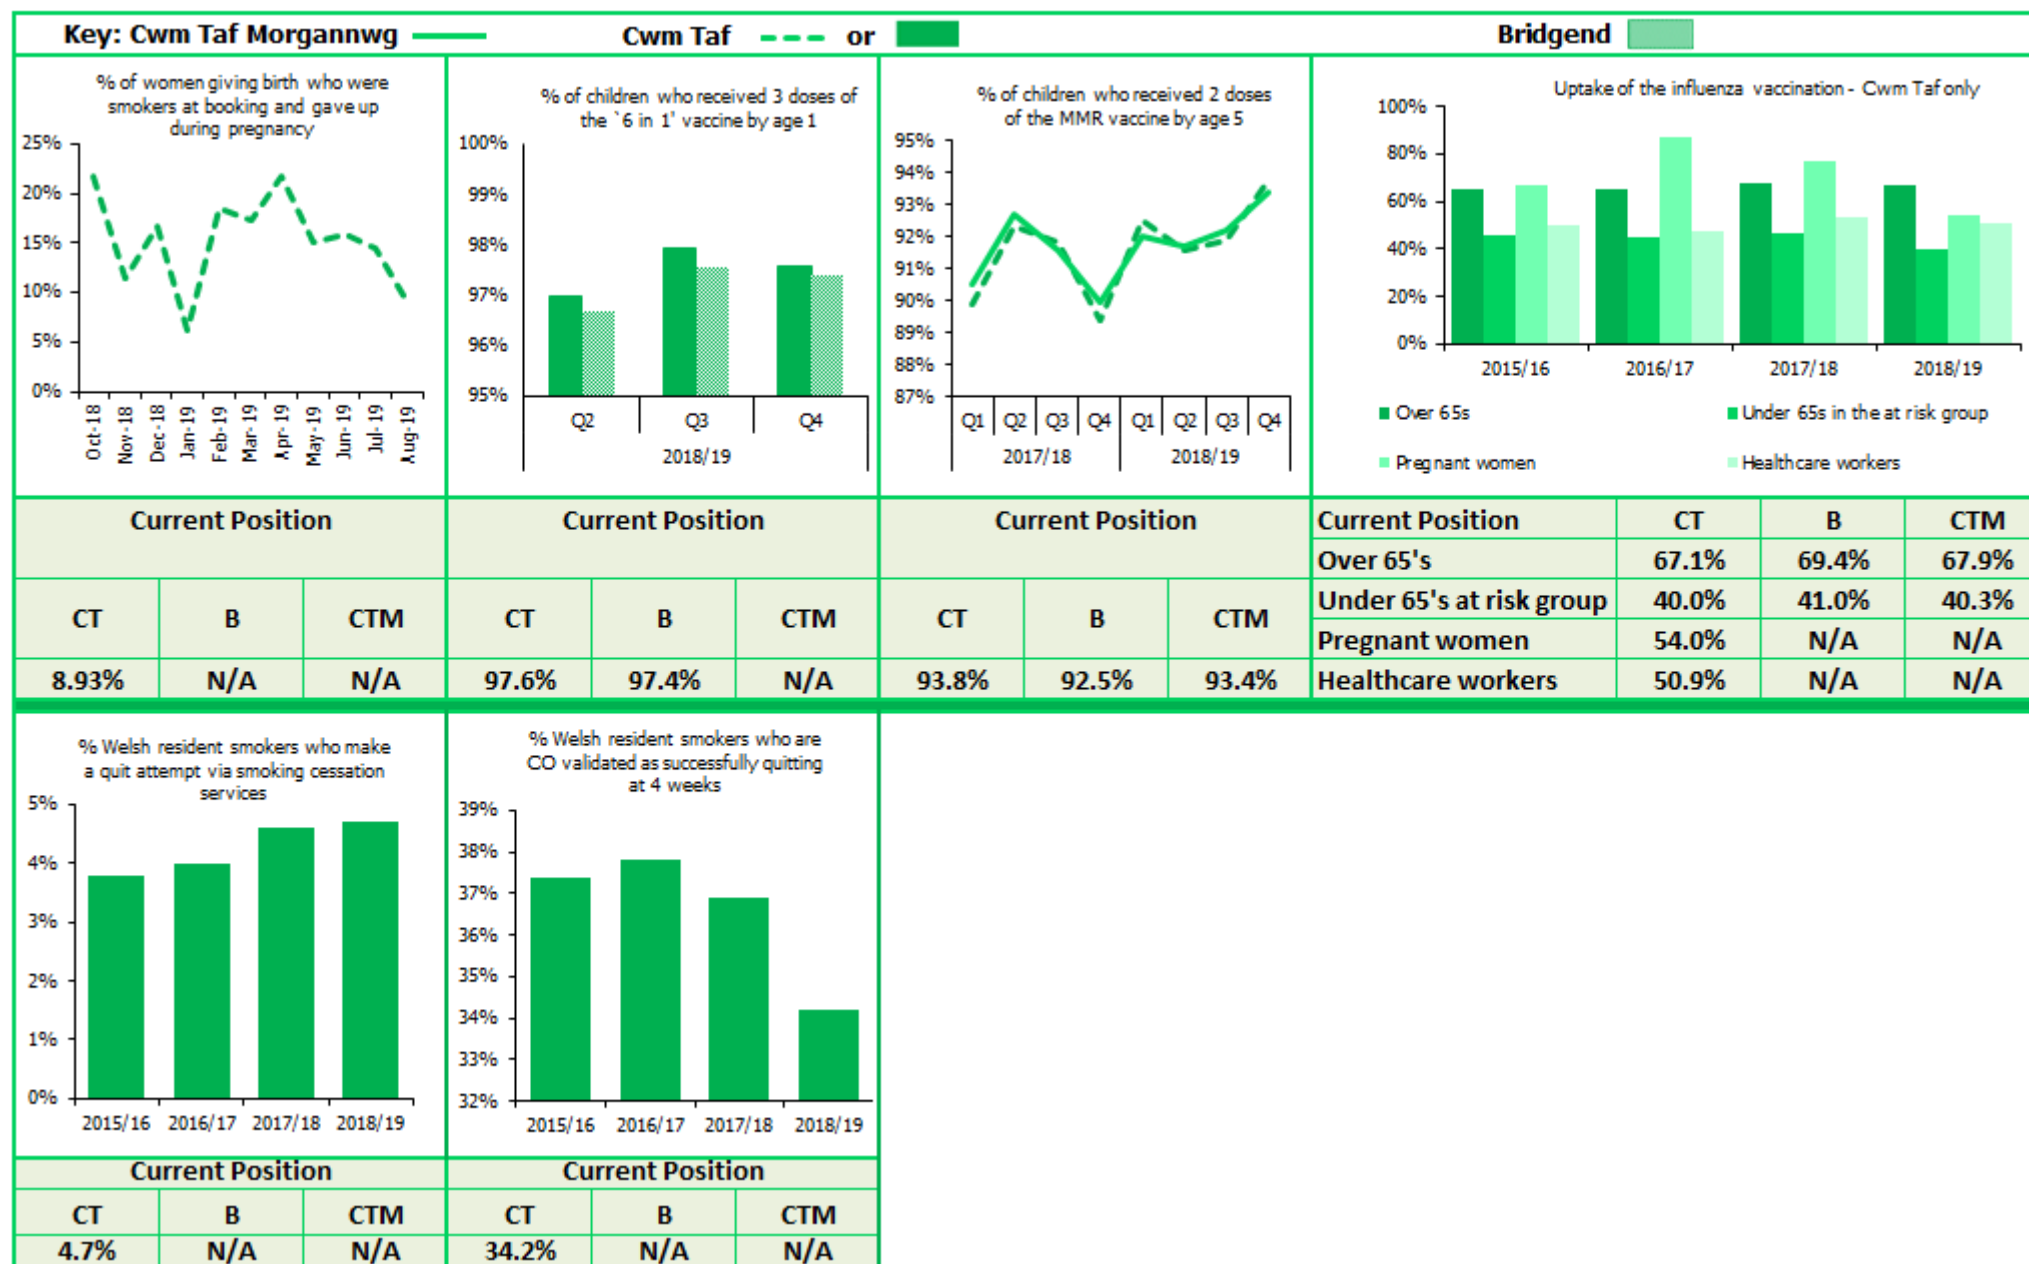 Key: Cwm Taf Morgannwg
Cwm Taf
or
Bridgend
% of women giving birth who were
smokers at booking and gave up
during pregnancy
25%
20%
15%
10%
5%
0%
Oct-18
Nov-18
Dec-18
Jan-19
Feb-19
Mar-19
Apr-19
May-19
Jun-19
Jul-19
Aug-19
% of children who received 3 doses of
the `6 in 1' vaccine by age 1
100%
99%
98%
97%
96%
95%
Q2
Q3
Q4
2018/19
% of children who received 2 doses
of the MMR vaccine by age 5
95%
94%
93%
92%
91%
90%
89%
88%
87%
Q1
Q2
Q3
Q4
Q1
Q2
Q3
Q4
2017/18
2018/19
Uptake of the influenza vaccination - Cwm Taf only
100%
80%
60%
40%
20%
0%
2015/16
2016/17
2017/18
2018/19
Over 65s
Under 65s in the at risk group
Pregnant women
Healthcare workers
Current Position
CT B CTM
8.93% N/A N/A
Current Position
CT B CTM
97.6% 97.4% N/A
Current Position
CT B CTM
93.8% 92.5% 93.4%
Current Position CT B CTM
Over 65's 67.1% 69.4% 67.9%
Under 65's at risk group 40.0% 41.0% 40.3%
Pregnant women 54.0% N/A N/A
Healthcare workers 50.9% N/A N/A
% Welsh resident smokers who make
a quit attempt via smoking cessation
services
5%
4%
3%
2%
1%
0%
2015/16
2016/17
2017/18
2018/19
% Welsh resident smokers who are
CO validated as successfully quitting
at 4 weeks
39%
38%
37%
36%
35%
34%
33%
32%
2015/16
2016/17
2017/18
2018/19
Current Position
CT B CTM
4.7% N/A N/A
Current Position
CT B CTM
34.2% N/A N/A